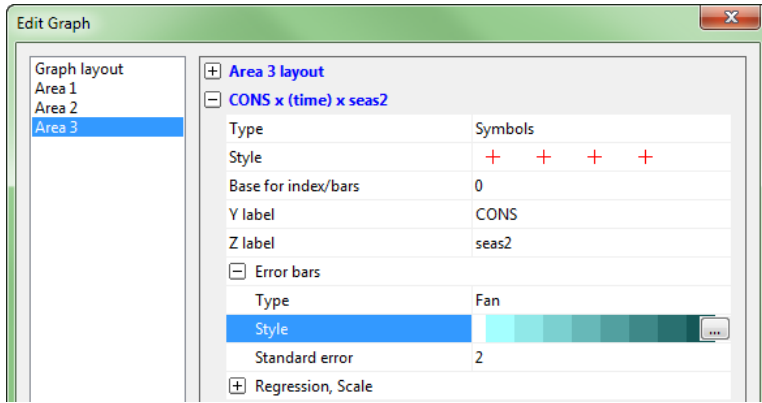 Edit Graph
Graph layout
Area 1
Area 2
Area 3
Area 3 layout
CONS x (time) x seas2
Type Symbols
Style
Base for index/bars 0
Y label CONS
Z label seas2
Error bars
Type Fan
Style ...
Standard error 2
Regression, Scale